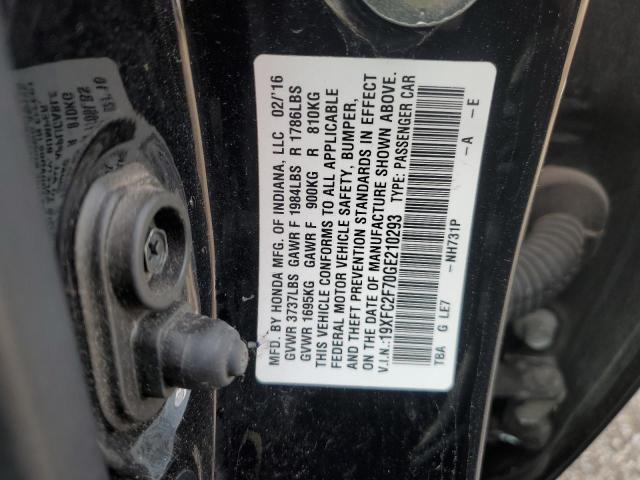 MFD. BY HONDA MFG. OF INDIANA, LLC 02/'16
GVWR 3737LBS GAWR F 1984LBS R 1786LBS
GVWR 1695KG GAWR F 900KG R 810KG
THIS VEHICLE CONFORMS TO ALL APPLICABLE
FEDERAL MOTOR VEHICLE SAFETY, BUMPER,
AND THEFT PREVENTION STANDARDS IN EFFECT
ON THE DATE OF MANUFACTURE SHOWN ABOVE.
V.I.N.:19XFC2F70GE210293 TYPE: PASSENGER CAR
TBA G LE7 -NH731P -A -E